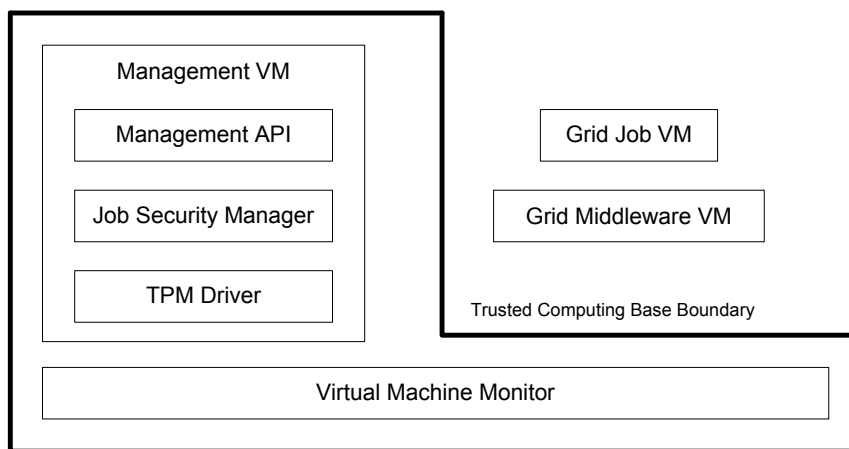 Management VM
Management API
Job Security Manager
TPM Driver
Grid Job VM
Grid Middleware VM
Trusted Computing Base Boundary
Virtual Machine Monitor